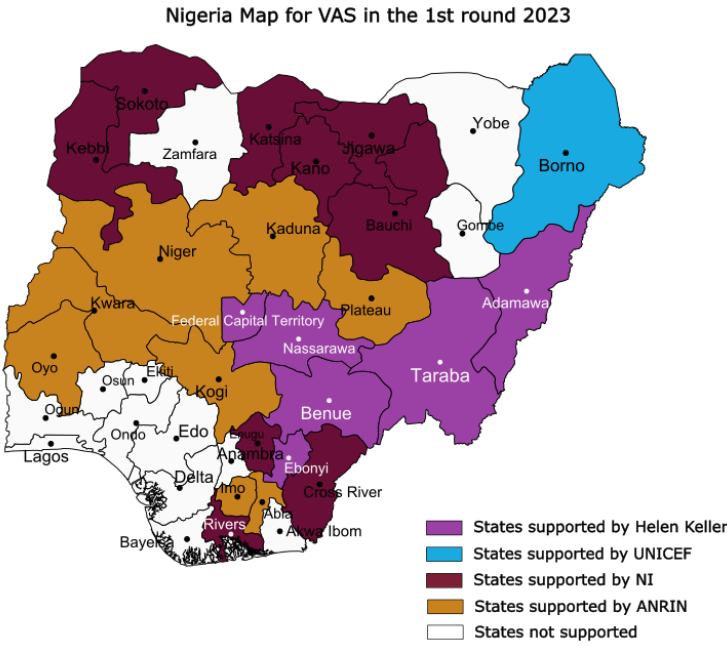 Nigeria Map for VAS in the 1st round 2023
Sokoto
Kebbi
Zamfara
Katsina
Kano
Jigawa
Yobe
Borno
Bauchi
Gombe
Kaduna
Niger
Adamawa
Plateau
Kwara
Federal Capital Territory
Nassarawa
Taraba
Oyo
Osun
Ekiti
Kogi
Benue
Ogun
Ondo
Edo
Enugu
Anambra
Lagos
Ebonyi
Delta
Imo
Cross River
Abia
Rivers
Akwa Ibom
Bayelsa
States supported by Helen Keller
States supported by UNICEF
States supported by NI
States supported by ANRIN
States not supported